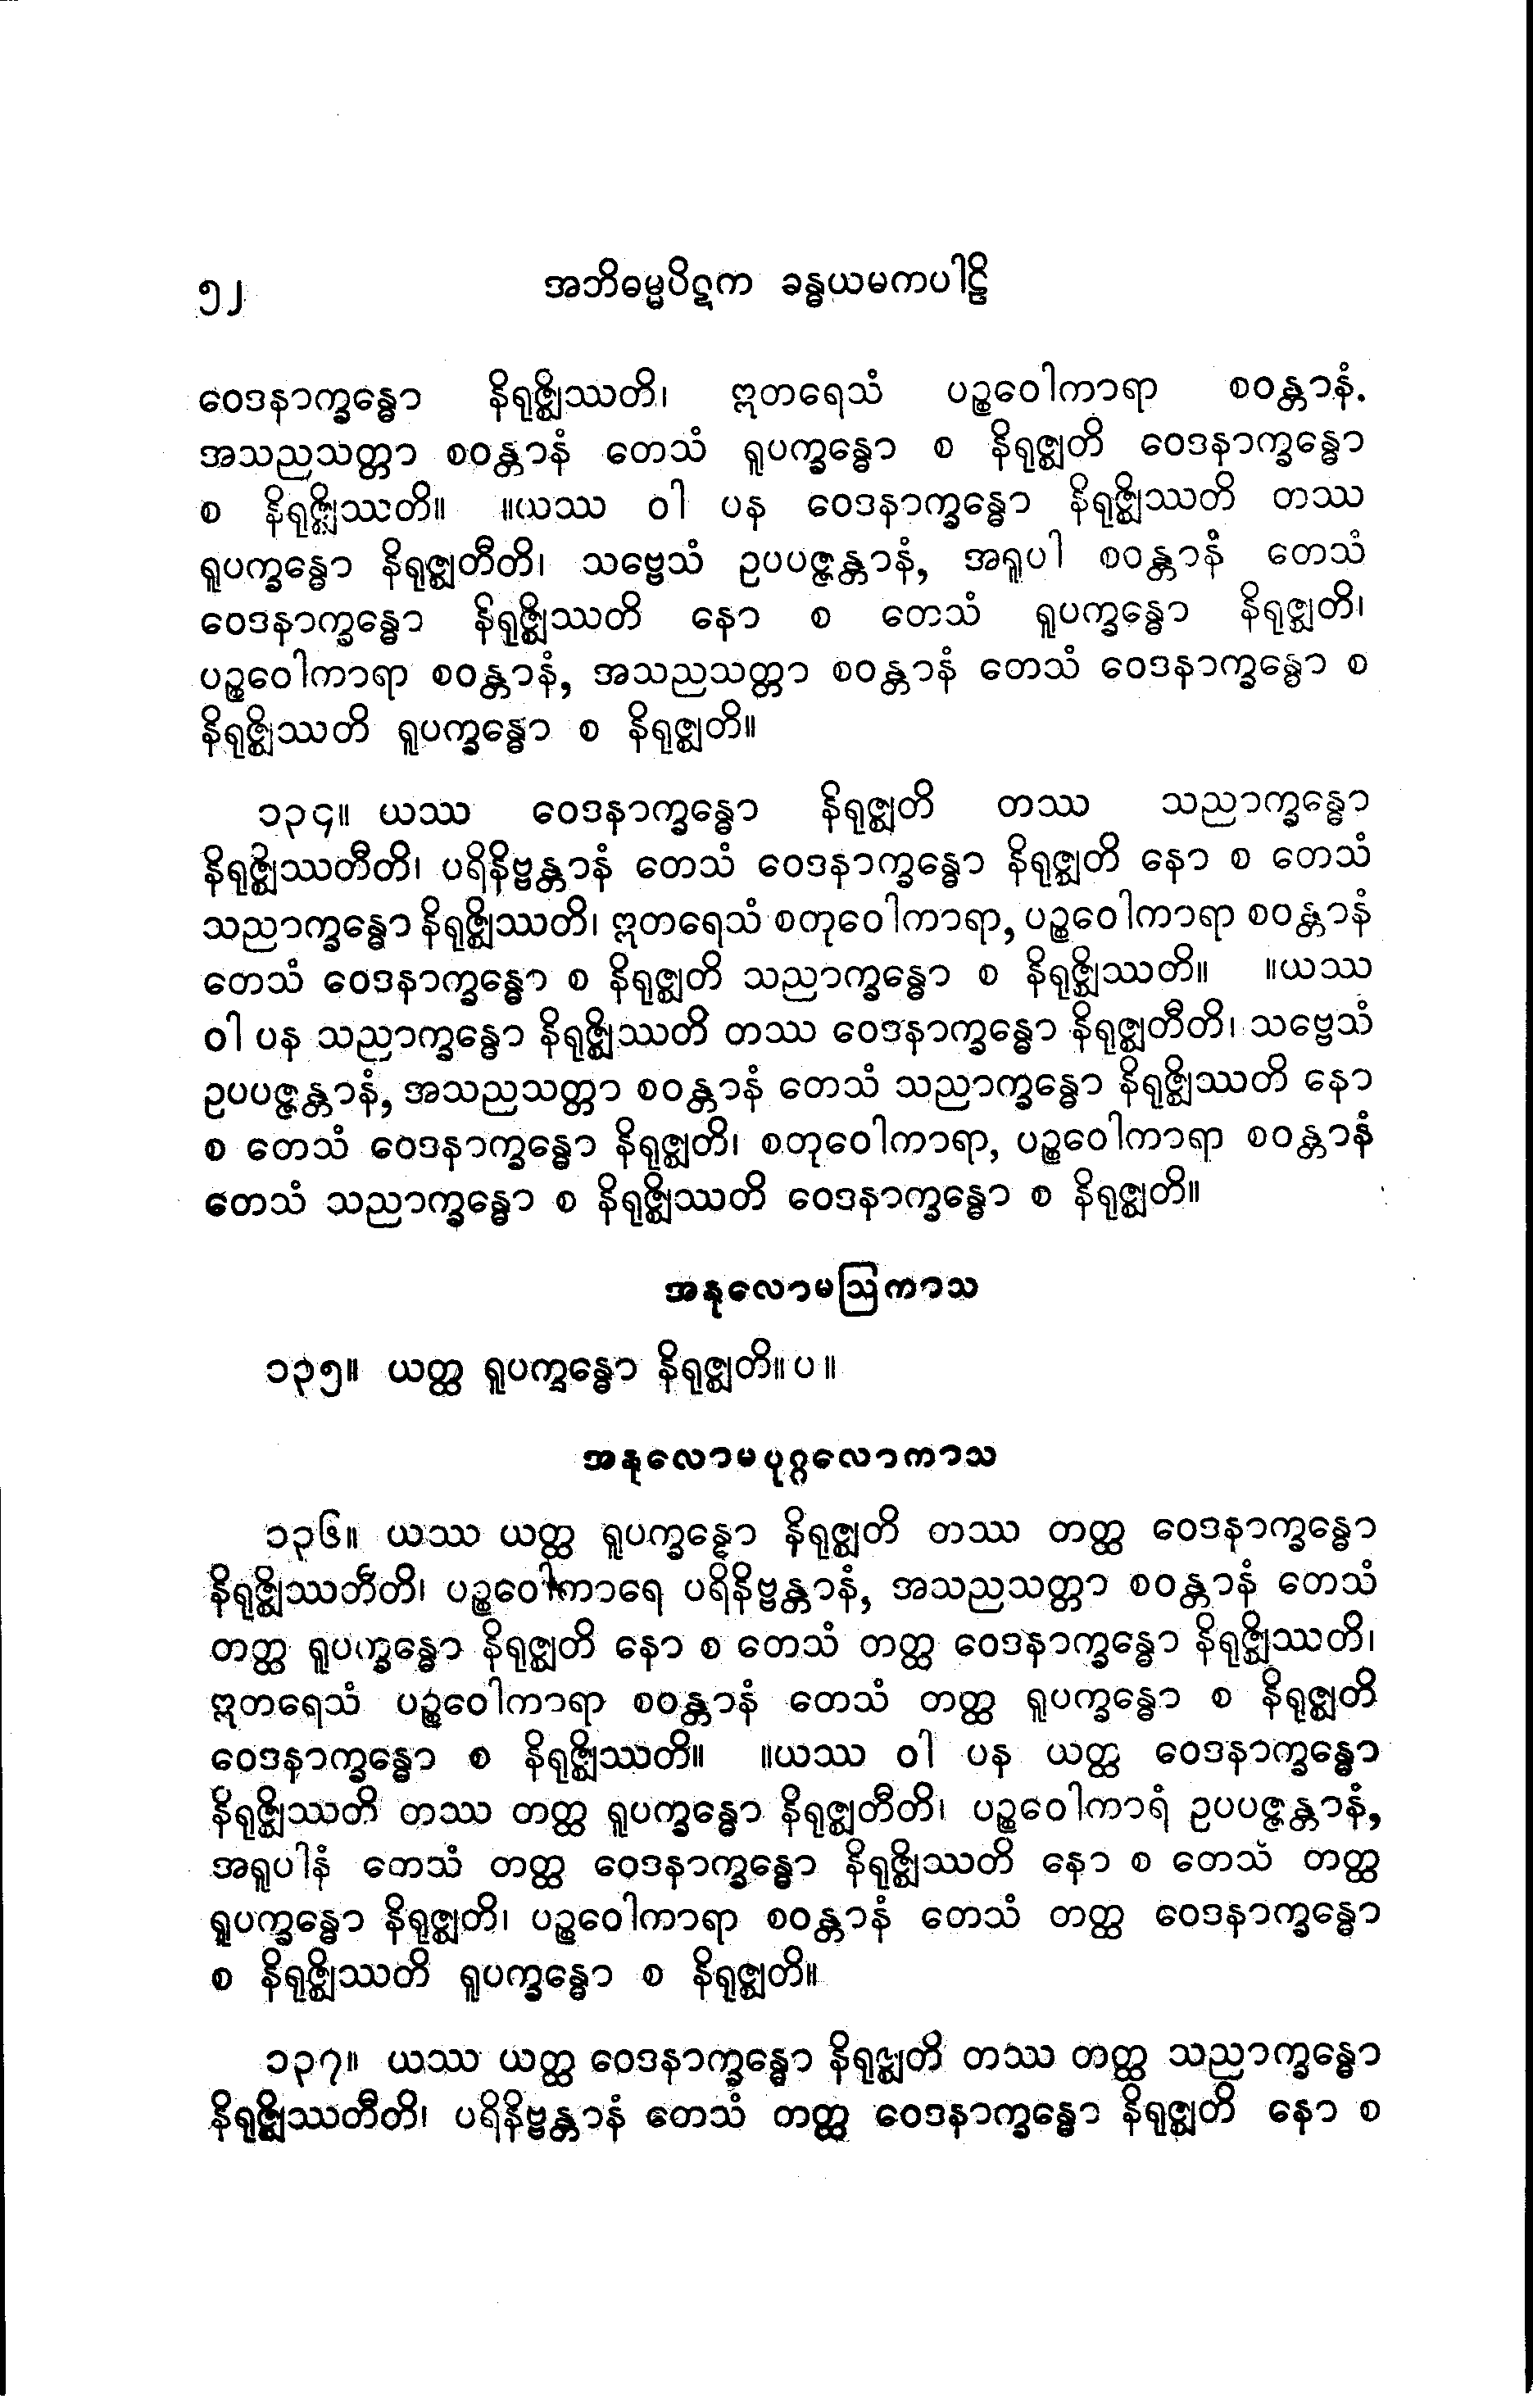 ၅၂ အဘိဓမ္မပိဋက ခန္ဓယမကပါဠိ
ဝေဒနာက္ခန္ဓော နိရုဇ္ဈိဿတိ၊ ဣတရေသံ ပဉ္စဝေါကာရာ စဝန္တာနံ.
အသညသတ္တာ စဝန္တာနံ တေသံ ရူပက္ခန္ဓော စ နိရုဇ္ဈတိ ဝေဒနာက္ခန္ဓော
စ နိရုဇ္ဈိဿတိ။ ။ယဿ ဝါ ပန ဝေဒနာက္ခန္ဓော နိရုဇ္ဈိဿတိ တဿ
ရူပက္ခန္ဓော နိရုဇ္ဈတီတိ၊ သဗ္ဗေသံ ဥပပဇ္ဇန္တာနံ, အရူပါ စဝန္တာနံ တေသံ
ဝေဒနာက္ခန္ဓော နိရုဇ္ဈိဿတိ နော စ တေသံ ရူပက္ခန္ဓော နိရုဇ္ဈတိ၊
ပဉ္စဝေါကာရာ စဝန္တာနံ, အသညသတ္တာ စဝန္တာနံ တေသံ ဝေဒနာက္ခန္ဓော စ
နိရုဇ္ဈိဿတိ ရူပက္ခန္ဓော စ နိရုဇ္ဈတိ။
၁၃၄။ ယဿ ဝေဒနာက္ခန္ဓော နိရုဇ္ဈတိ တဿ သညာက္ခန္ဓော
နိရုဇ္ဈိဿတီတိ၊ ပရိနိဗ္ဗန္တာနံ တေသံ ဝေဒနာက္ခန္ဓော နိရုဇ္ဈတိ နော စ တေသံ
သညာက္ခန္ဓော နိရုဇ္ဈိဿတိ၊ ဣတရေသံ စတုဝေါကာရာ, ပဉ္စဝေါကာရာ စဝန္တာနံ
တေသံ ဝေဒနာက္ခန္ဓော စ နိရုဇ္ဈတိ သညာက္ခန္ဓော စ နိရုဇ္ဈိဿတိ။ ။ယဿ
ဝါ ပန သညာက္ခန္ဓော နိရုဇ္ဈိဿတိ တဿ ဝေဒနာက္ခန္ဓော နိရုဇ္ဈတီတိ၊ သဗ္ဗေသံ
ဥပပဇ္ဇန္တာနံ, အသညသတ္တာ စဝန္တာနံ တေသံ သညာက္ခန္ဓော နိရုဇ္ဈိဿတိ နော
စ တေသံ ဝေဒနာက္ခန္ဓော နိရုဇ္ဈတိ၊ စတုဝေါကာရာ, ပဉ္စဝေါကာရာ စဝန္တာနံ
တေသံ သညာက္ခန္ဓော စ နိရုဇ္ဈိဿတိ ဝေဒနာက္ခန္ဓော စ နိရုဇ္ဈတိ။
အနုလောမဩကာသ
၁၃၅။ ယတ္ထ ရူပက္ခန္ဓော နိရုဇ္ဈတိ။ပ။
အနုလောမပုဂ္ဂလောကာသ
၁၃၆။ ယဿ ယတ္ထ ရူပက္ခန္ဓော နိရုဇ္ဈတိ တဿ တတ္ထ ဝေဒနာက္ခန္ဓော
နိရုဇ္ဈိဿတီတိ၊ ပဉ္စဝေါကာရေ ပရိနိဗ္ဗန္တာနံ, အသညသတ္တာ စဝန္တာနံ တေသံ
တတ္ထ ရူပက္ခန္ဓော နိရုဇ္ဈတိ နော စ တေသံ တတ္ထ ဝေဒနာက္ခန္ဓော နိရုဇ္ဈိဿတိ၊
ဣတရေသံ ပဉ္စဝေါကာရာ စဝန္တာနံ တေသံ တတ္ထ ရူပက္ခန္ဓော စ နိရုဇ္ဈတိ
ဝေဒနာက္ခန္ဓော စ နိရုဇ္ဈိဿတိ။ ။ယဿ ဝါ ပန ယတ္ထ ဝေဒနာက္ခန္ဓော
နိရုဇ္ဈိဿတိ တဿ တတ္ထ ရူပက္ခန္ဓော နိရုဇ္ဈတီတိ၊ ပဉ္စဝေါကာရံ ဥပပဇ္ဇန္တာနံ,
အရူပါနံ တေသံ တတ္ထ ဝေဒနာက္ခန္ဓော နိရုဇ္ဈိဿတိ နော စ တေသံ တတ္ထ
ရူပက္ခန္ဓော နိရုဇ္ဈတိ၊ ပဉ္စဝေါကာရာ စဝန္တာနံ တေသံ တတ္ထ ဝေဒနာက္ခန္ဓော
စ နိရုဇ္ဈိဿတိ ရူပက္ခန္ဓော စ နိရုဇ္ဈတိ။
၁၃၇။ ယဿ ယတ္ထ ဝေဒနာက္ခန္ဓော နိရုဇ္ဈတိ တဿ တတ္ထ သညာက္ခန္ဓော
နိရုဇ္ဈိဿတီတိ၊ ပရိနိဗ္ဗန္တာနံ တေသံ တတ္ထ ဝေဒနာက္ခန္ဓော နိရုဇ္ဈတိ နော စ